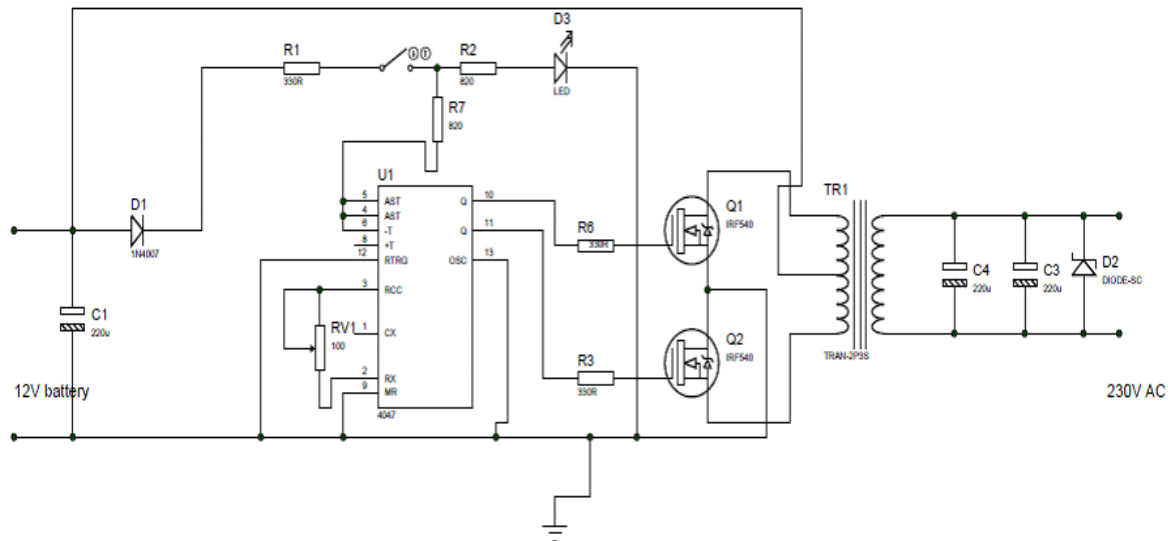 D3
R1
330R
R2
820
LED
R7
820
U1
TR1
D1
1N4007
5 AST Q 10
4 AST
6 -T Q 11
8 +T
12 RTRG OSC 13
3 RCC
1 CX
2 RX
9 MR
4047
RV1
100
Q1
IRF540
R6
330R
Q2
IRF540
R3
330R
C1
220u
TRAN-2P3S
C4
220u
C3
220u
D2
DIODE-SC
12V battery
230V AC